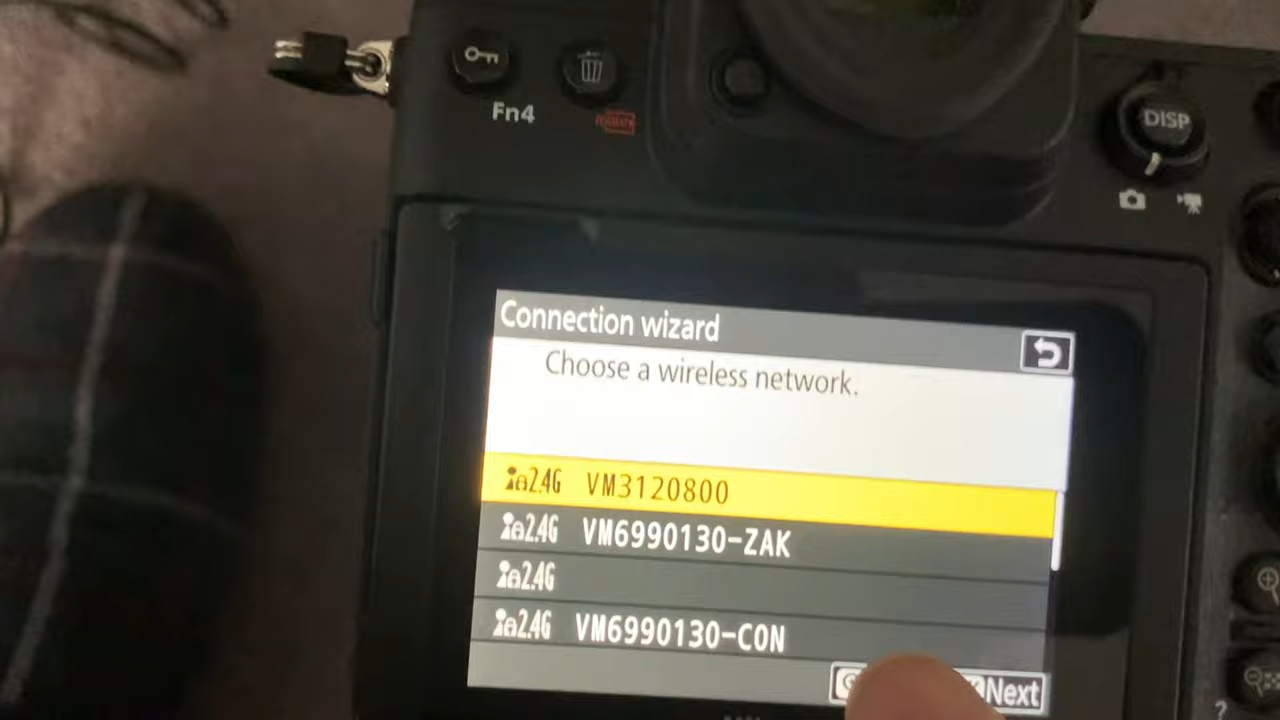 Fn4
DISP
Connection wizard
Choose a wireless network.
2.4G VM3120800
2.4G VM6990130-ZAK
2.4G
2.4G VM6990130-CON
Next
?